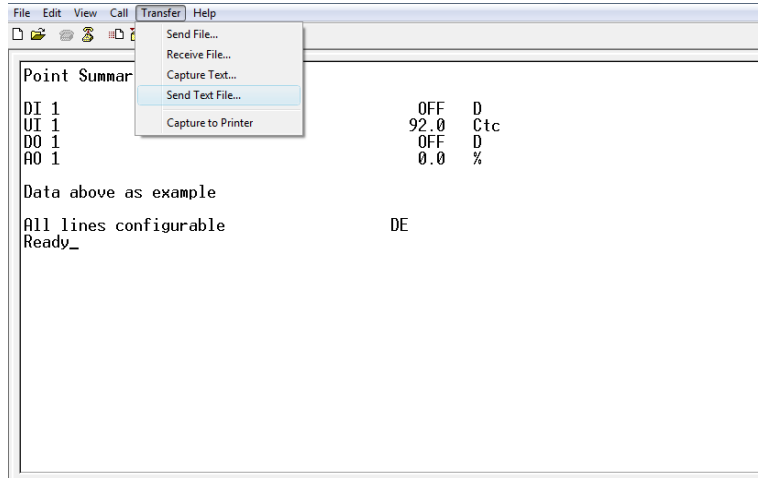 File Edit View Call Transfer Help
Send File...
Receive File...
Capture Text...
Send Text File...
Capture to Printer
Point Summar
DI 1 OFF D
UI 1 92.0 Ctc
DO 1 OFF D
AO 1 0.0 %
Data above as example
All lines configurable DE
Ready_